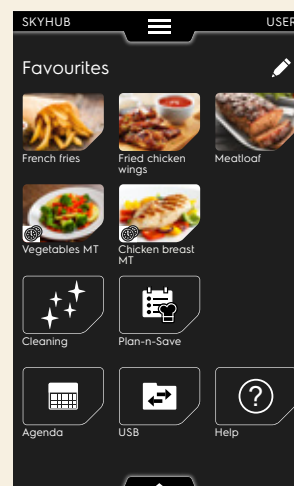 SKYHUB USER
Favourites
French fries Fried chicken wings Meatloaf
Vegetables MT Chicken breast MT
Cleaning Plan-n-Save
Agenda USB Help